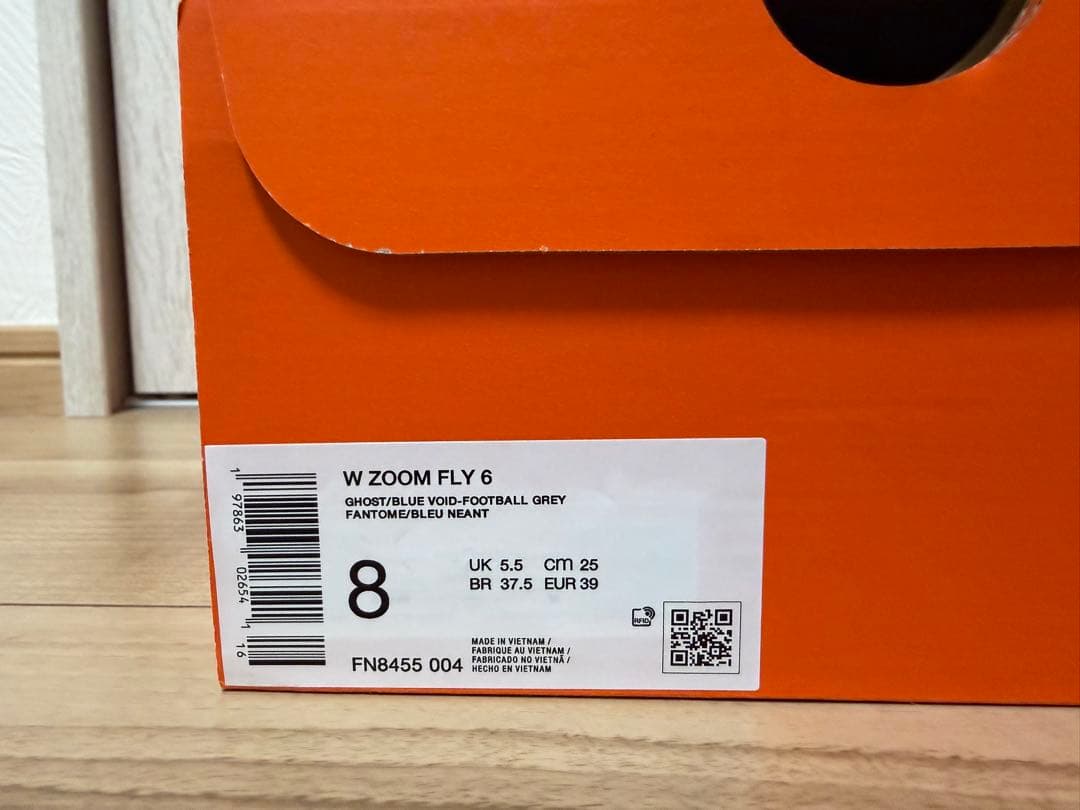 W ZOOM FLY 6
GHOST/BLUE VOID-FOOTBALL GREY
FANTOME/BLEU NEANT
8
UK 5.5 cm 25
BR 37.5 EUR 39
RFID
MADE IN VIETNAM /
FABRIQUE AU VIETNAM /
FABRICADO NO VIETNÃ /
HECHO EN VIETNAM
FN8455 004
1 97863 02654 1 16